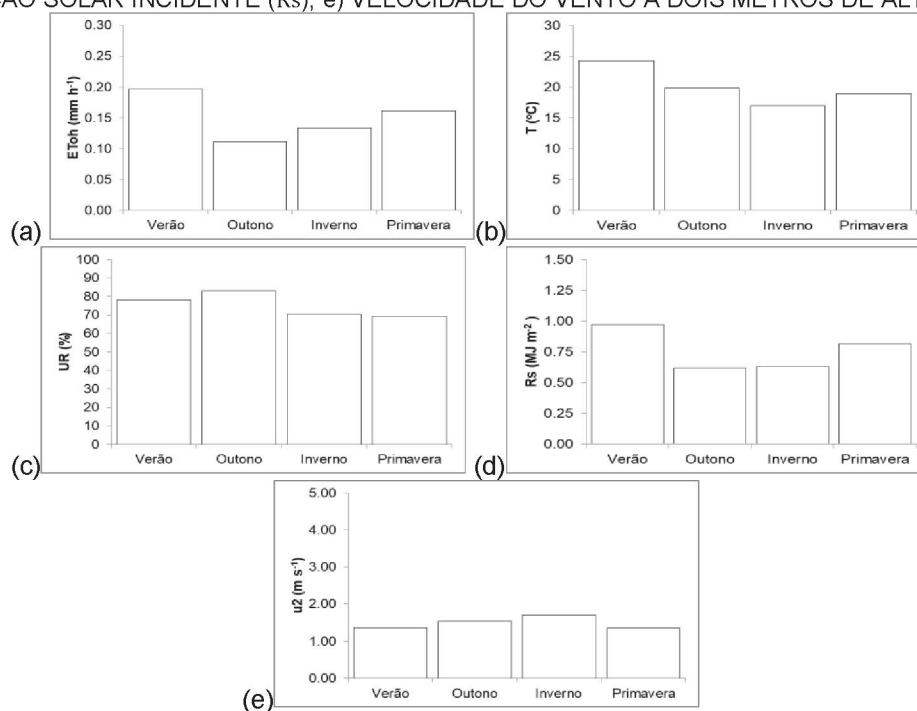 SOLAR INCIDENTE (Rs); e) VELOCIDADE DO VENTO A DOIS METROS DE
0.30
0.25
0.20
0.15
0.10
0.05
0.00
EToh (mm h⁻¹)
Verão Outono Inverno Primavera
(a)
30
25
20
15
10
5
0
T (ºC)
Verão Outono Inverno Primavera
(b)
100
90
80
70
60
50
40
30
20
10
0
UR (%)
Verão Outono Inverno Primavera
(c)
1.50
1.25
1.00
0.75
0.50
0.25
0.00
Rs (MJ m⁻²)
Verão Outono Inverno Primavera
(d)
5.00
4.00
3.00
2.00
1.00
0.00
u2 (m s⁻¹)
Verão Outono Inverno Primavera
(e)